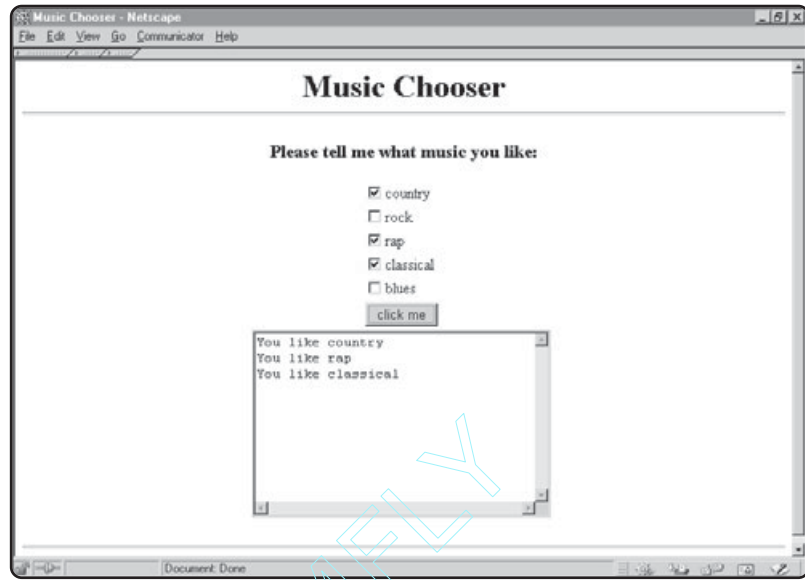 Music Chooser - Netscape
File Edit View Go Communicator Help
Music Chooser
Please tell me what music you like:
country
rock
rap
classical
blues
click me
You like country
You like rap
You like classical
Document: Done